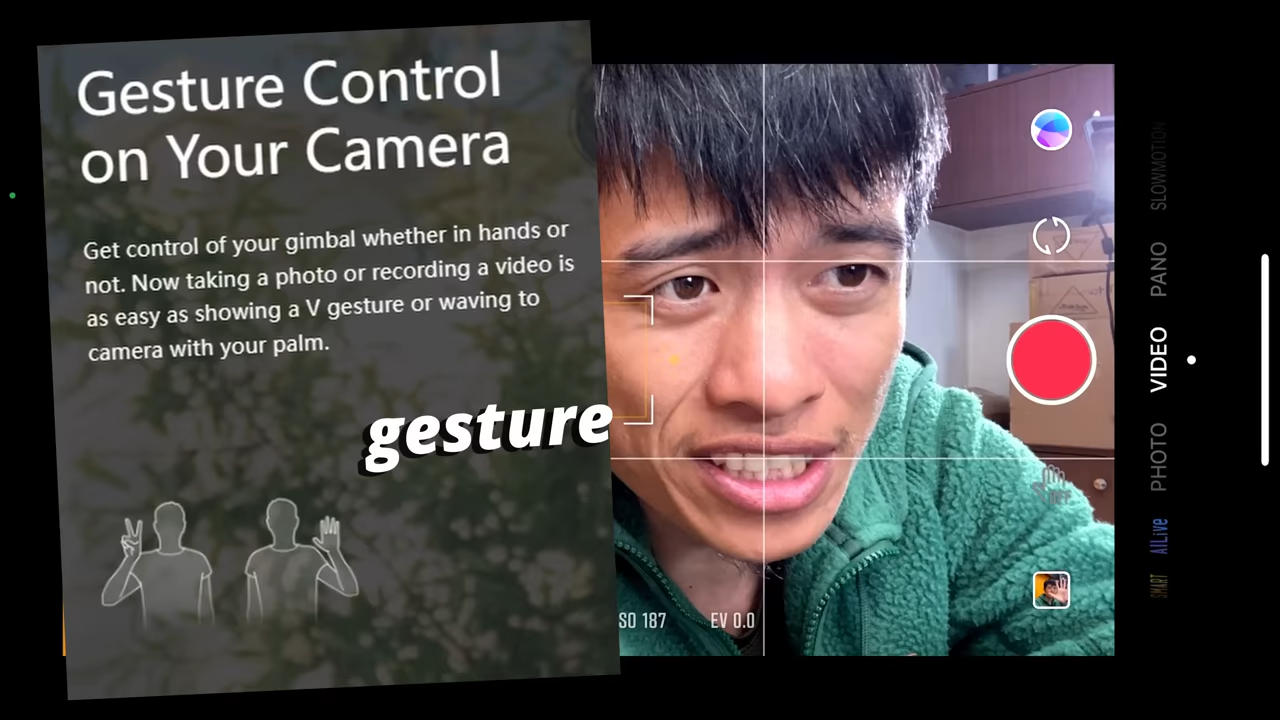 Gesture Control
on Your Camera
Get control of your gimbal whether in hands or
not. Now taking a photo or recording a video is
as easy as showing a V gesture or waving to
camera with your palm.
gesture
SO 187
EV 0.0
OFF
SLOWMOTION
PANO
VIDEO
PHOTO
AILive
SMART